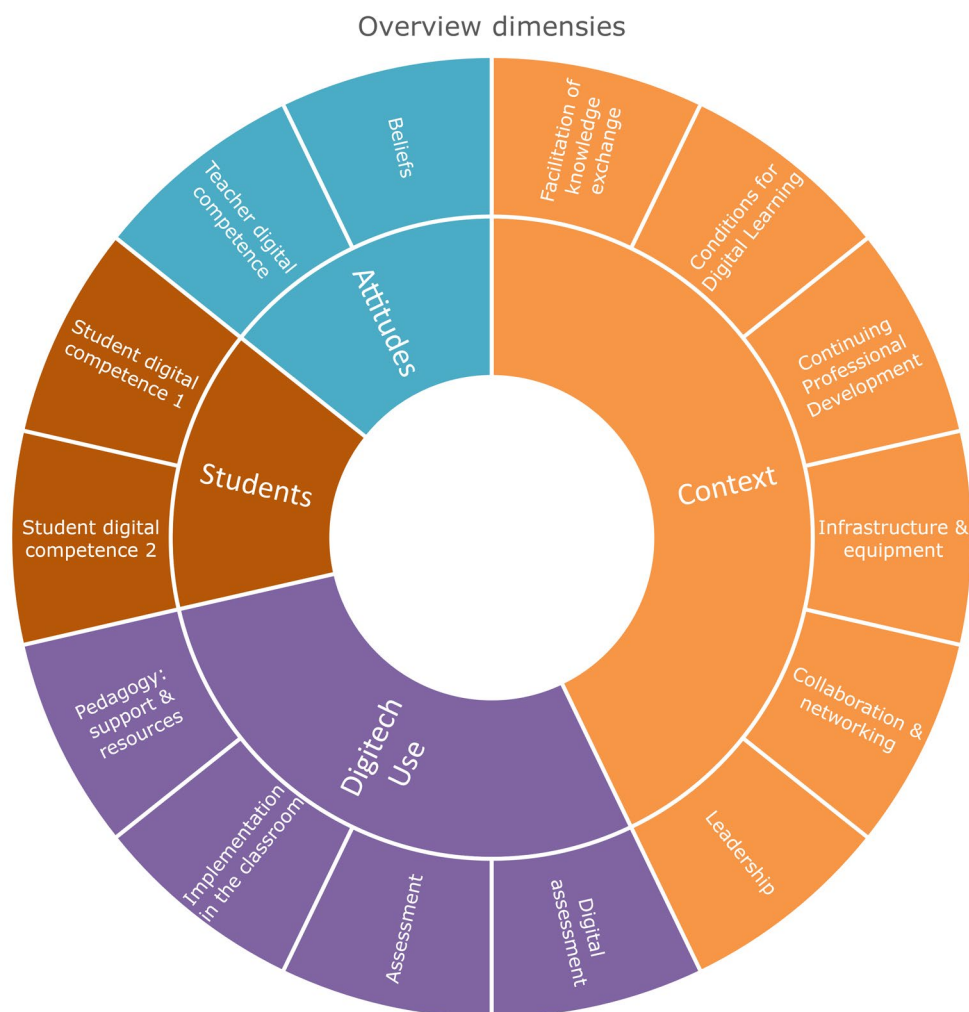 Overview dimensies
Facilitation of
knowledge
exchange
Conditions for
Digital Learning
Continuing
Professional
Development
Infrastructure &
equipment
Collaboration &
networking
Leadership
Digital
assessment
Assessment
Implementation
in the classroom
Pedagogy:
support &
resources
Student digital
competence 2
Student digital
competence 1
Teacher digital
competence
Beliefs
Context
Digitech
Use
Students
Attitudes